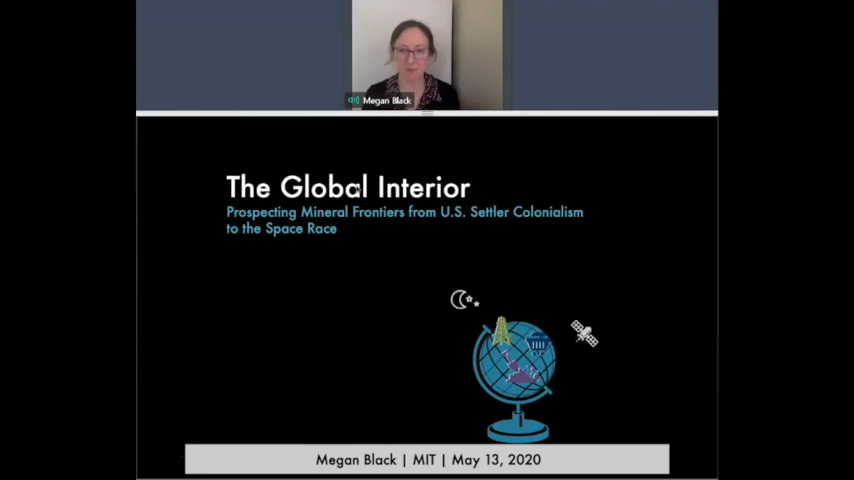 Megan Black
The Global Interior
Prospecting Mineral Frontiers from U.S. Settler Colonialism
to the Space Race
Megan Black | MIT | May 13, 2020